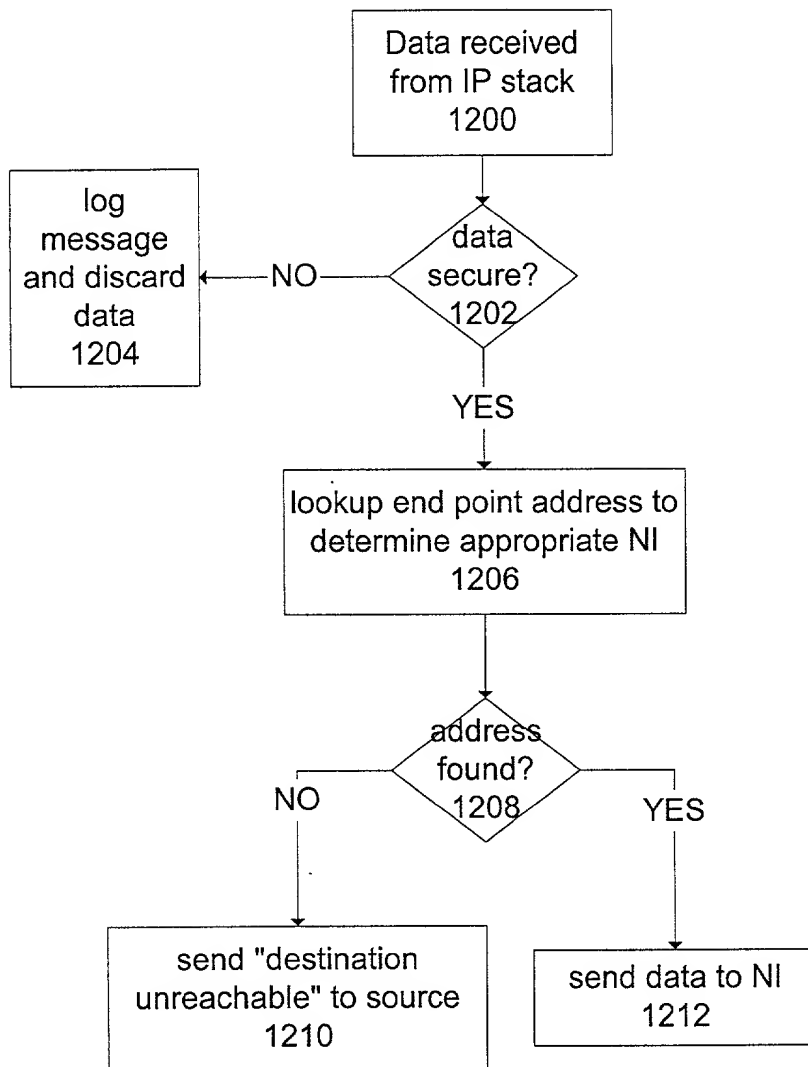 Data received
from IP stack
1200
log
message
and discard
data
1204
NO
data
secure?
1202
YES
lookup end point address to
determine appropriate NI
1206
address
found?
1208
NO
YES
send "destination
unreachable" to source
1210
send data to NI
1212